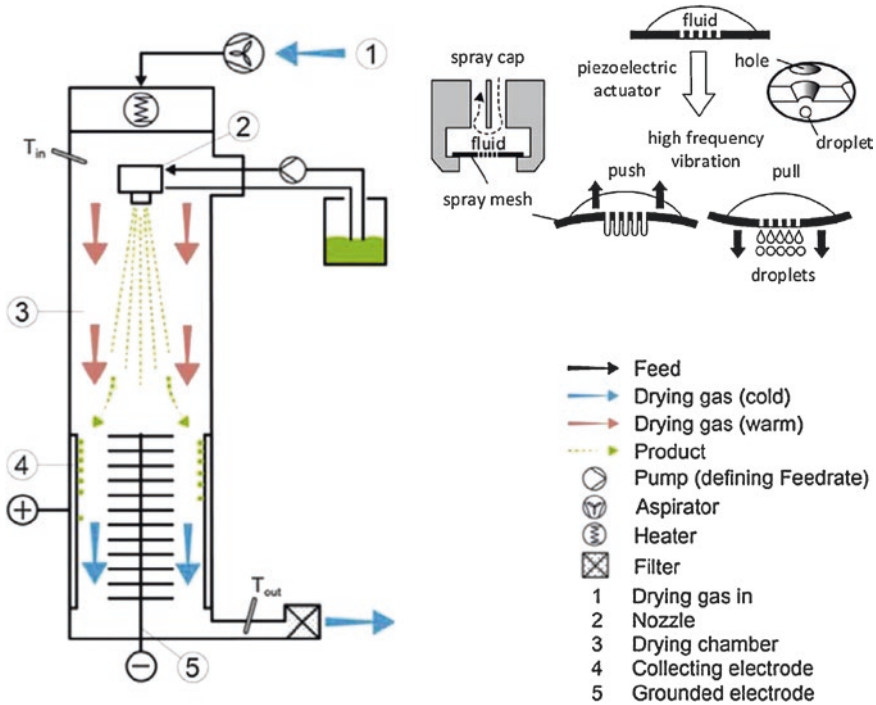 1
2
T in
3
4
+
T out
5
−
spray cap
fluid
spray mesh
fluid
piezoelectric
actuator
hole
droplet
high frequency
vibration
push
pull
droplets
Feed
Drying gas (cold)
Drying gas (warm)
Product
Pump (defining Feedrate)
Aspirator
Heater
Filter
1 Drying gas in
2 Nozzle
3 Drying chamber
4 Collecting electrode
5 Grounded electrode